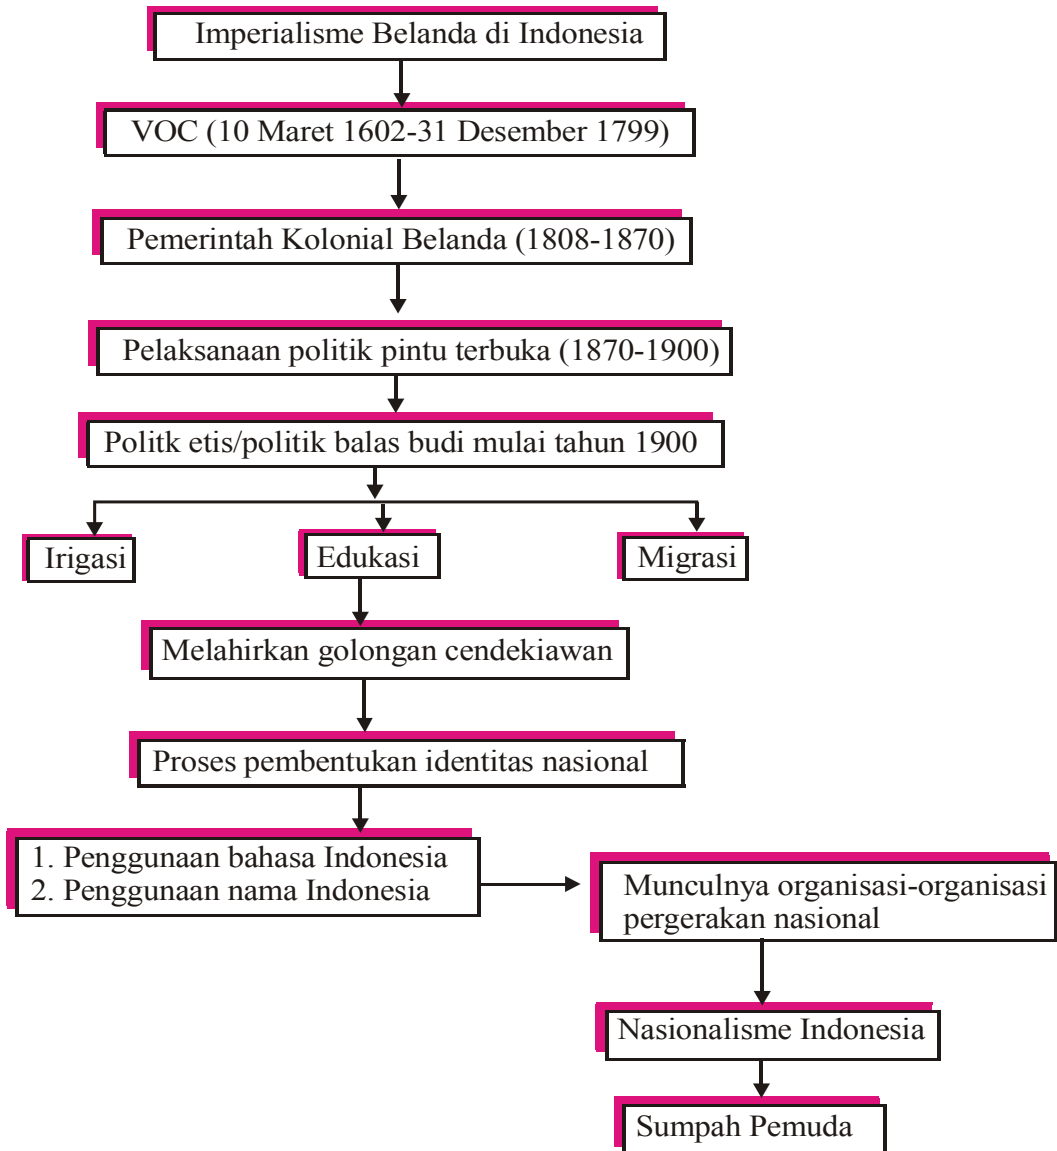 Imperialisme Belanda di Indonesia
VOC (10 Maret 1602-31 Desember 1799)
Pemerintah Kolonial Belanda (1808-1870)
Pelaksanaan politik pintu terbuka (1870-1900)
Politk etis/politik balas budi mulai tahun 1900
Irigasi
Edukasi
Migrasi
Melahirkan golongan cendekiawan
Proses pembentukan identitas nasional
1. Penggunaan bahasa Indonesia
2. Penggunaan nama Indonesia
Munculnya organisasi-organisasi
pergerakan nasional
Nasionalisme Indonesia
Sumpah Pemuda